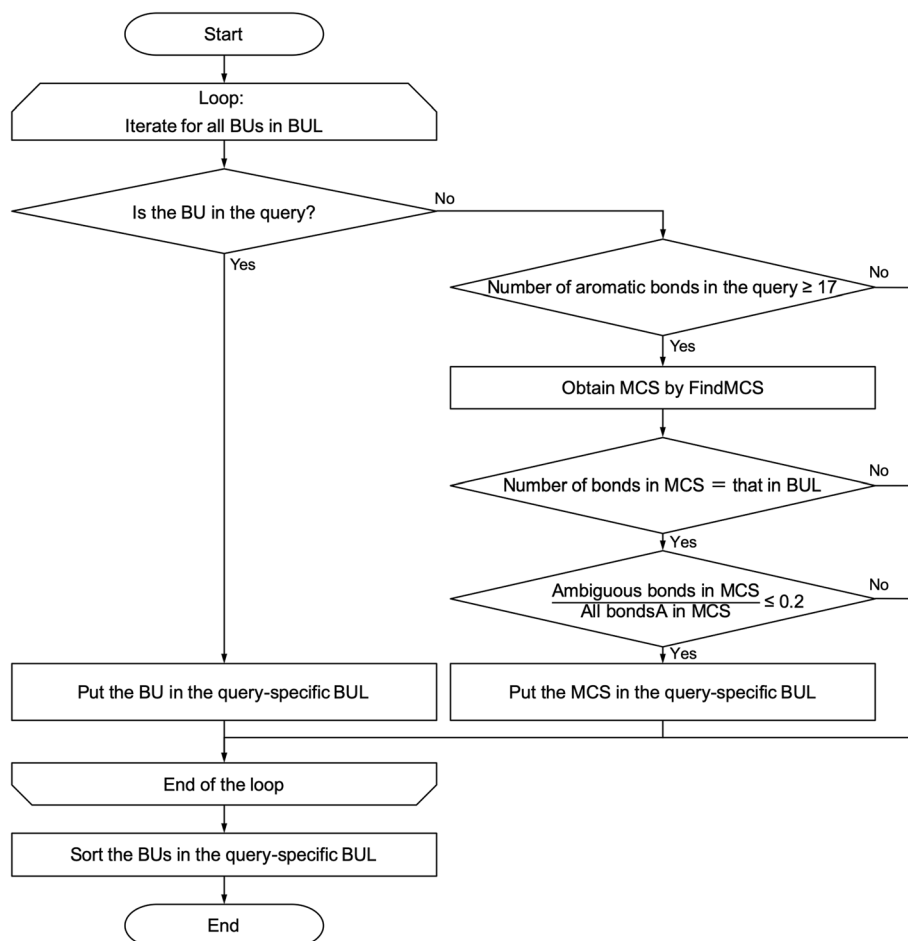 Start
Loop:
Iterate for all BUs in BUL
Is the BU in the query?
No
Yes
Number of aromatic bonds in the query ≥ 17
No
Yes
Obtain MCS by FindMCS
Number of bonds in MCS = that in BUL
No
Yes
Ambiguous bonds in MCS
All bondsA in MCS
≤ 0.2
No
Yes
Put the BU in the query-specific BUL
Put the MCS in the query-specific BUL
End of the loop
Sort the BUs in the query-specific BUL
End